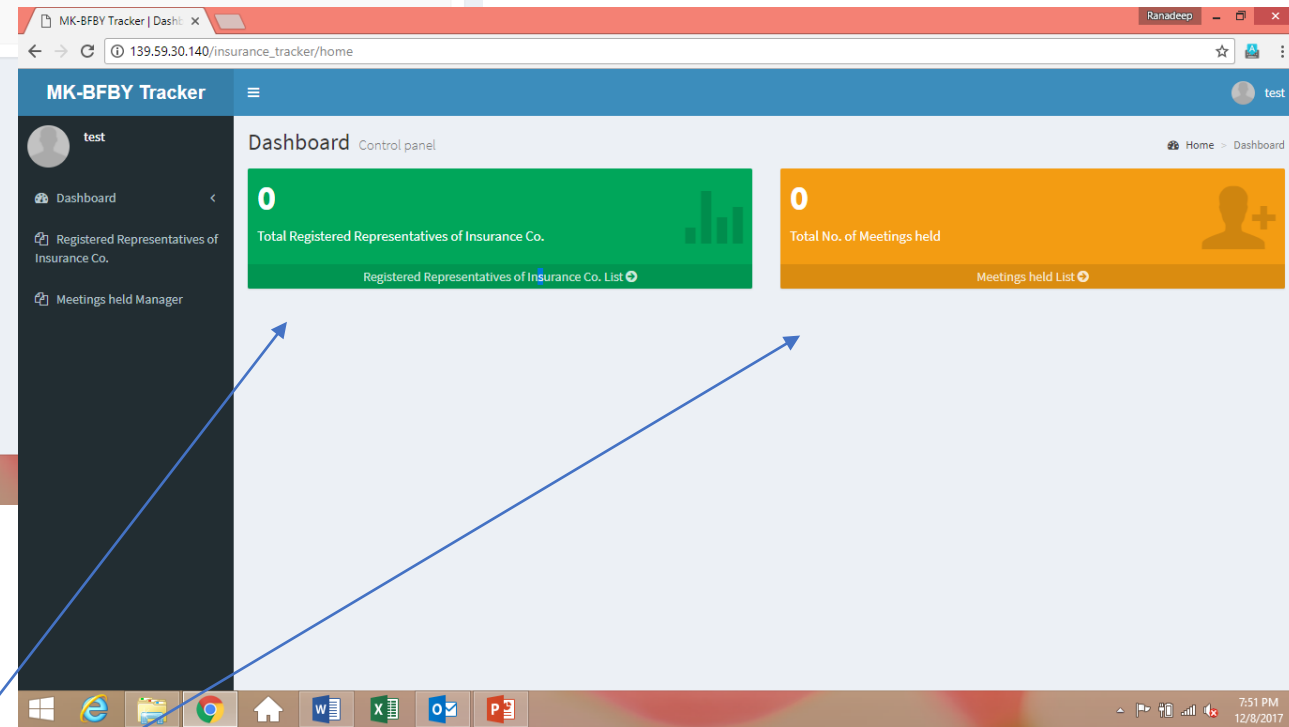 MK-BFBY Tracker | Dashb
Ranadeep
139.59.30.140/insurance_tracker/home
MK-BFBY Tracker
test
test
Dashboard Control panel
Home > Dashboard
Dashboard
Registered Representatives of
Insurance Co.
Meetings held Manager
0
Total Registered Representatives of Insurance Co.
Registered Representatives of Insurance Co. List
0
Total No. of Meetings held
Meetings held List
7:51 PM
12/8/2017